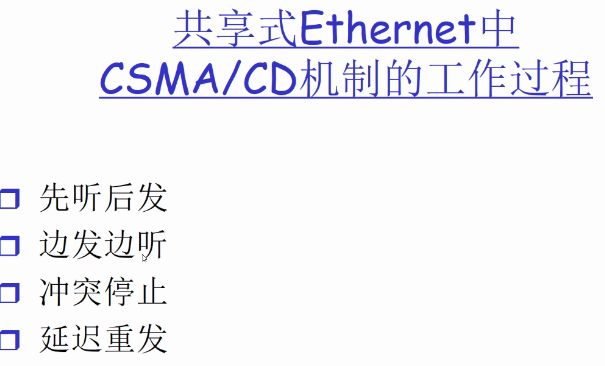 共享式Ethernet中
CSMA/CD机制的工作过程
先听后发
边发边听
冲突停止
延迟重发